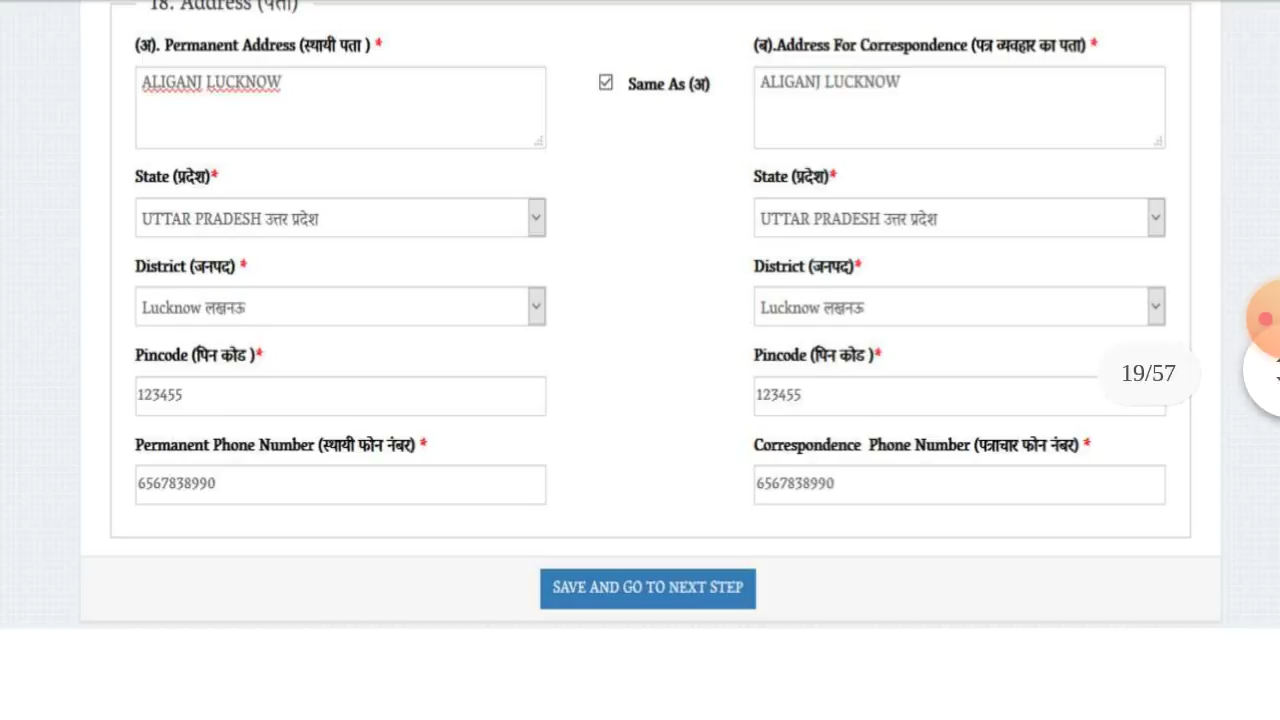 18. Address (पता)
(अ). Permanent Address (स्थायी पता ) *
ALIGANJ LUCKNOW
Same As (अ)
(ब).Address For Correspondence (पत्र व्यवहार का पता) *
ALIGANJ LUCKNOW
State (प्रदेश)*
State (प्रदेश)*
UTTAR PRADESH उत्तर प्रदेश
UTTAR PRADESH उत्तर प्रदेश
District (जनपद) *
District (जनपद)*
Lucknow लखनऊ
Lucknow लखनऊ
Pincode (पिन कोड )*
Pincode (पिन कोड )*
123455
123455
19/57
Permanent Phone Number (स्थायी फोन नंबर) *
Correspondence Phone Number (पत्राचार फोन नंबर) *
6567838990
6567838990
SAVE AND GO TO NEXT STEP